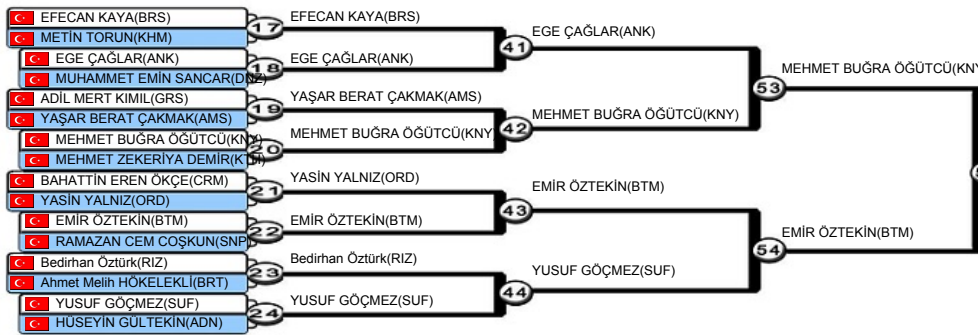 EFECAN KAYA(BRS)
METİN TORUN(KHM)
17
EFECAN KAYA(BRS)
EGE ÇAĞLAR(ANK)
MUHAMMET EMİN SANCAR(DNZ)
18
EGE ÇAĞLAR(ANK)
41
EGE ÇAĞLAR(ANK)
ADİL MERT KIMIL(GRS)
YAŞAR BERAT ÇAKMAK(AMS)
19
YAŞAR BERAT ÇAKMAK(AMS)
MEHMET BUĞRA ÖĞÜTCÜ(KNY)
MEHMET ZEKERİYA DEMİR(KTH)
20
MEHMET BUĞRA ÖĞÜTCÜ(KNY)
42
MEHMET BUĞRA ÖĞÜTCÜ(KNY)
53
MEHMET BUĞRA ÖĞÜTCÜ(KNY
BAHATTİN EREN ÖKÇE(CRM)
YASİN YALNIZ(ORD)
21
YASİN YALNIZ(ORD)
EMİR ÖZTEKİN(BTM)
RAMAZAN CEM COŞKUN(SNP)
22
EMİR ÖZTEKİN(BTM)
43
EMİR ÖZTEKİN(BTM)
Bedirhan Öztürk(RIZ)
Ahmet Melih HÖKELEKLİ(BRT)
23
Bedirhan Öztürk(RIZ)
YUSUF GÖÇMEZ(SUF)
HÜSEYİN GÜLTEKİN(ADN)
24
YUSUF GÖÇMEZ(SUF)
44
YUSUF GÖÇMEZ(SUF)
54
EMİR ÖZTEKİN(BTM)